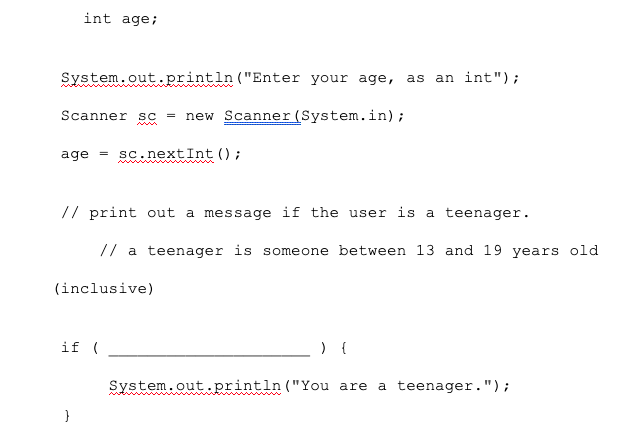 int age;
System.out.println("Enter your age, as an int");
Scanner sc = new Scanner(System.in);
age = sc.nextInt();
// print out a message if the user is a teenager.
// a teenager is someone between 13 and 19 years old
(inclusive)
if ( _____________________ ) {
System.out.println("You are a teenager.");
}